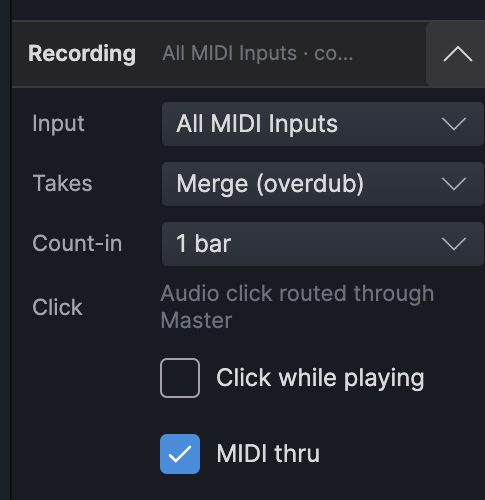 Recording All MIDI Inputs · co...
Input All MIDI Inputs
Takes Merge (overdub)
Count-in 1 bar
Click Audio click routed through
Master
Click while playing
MIDI thru